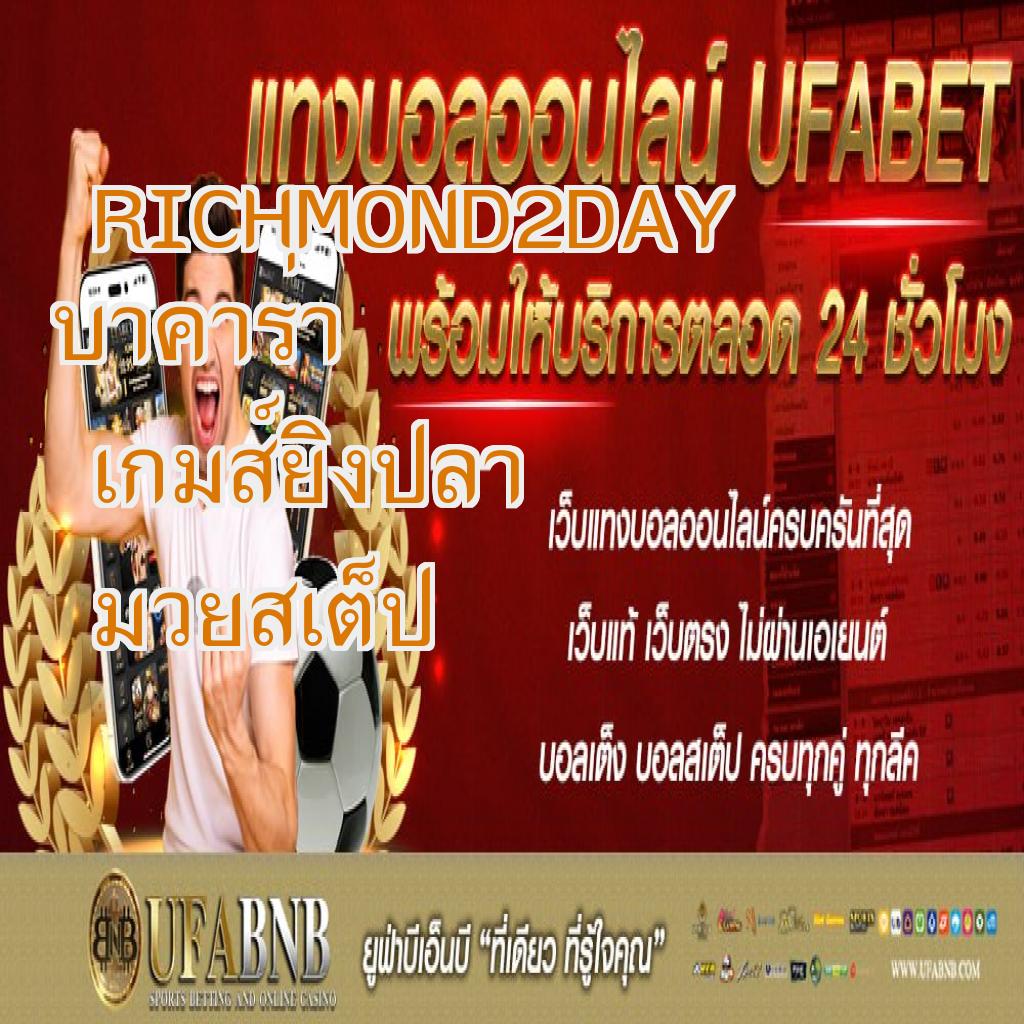 แทงบอลออนไลน์ UFABET
RICHMOND2DAY
พร้อมให้บริการตลอด 24 ชั่วโมง
บาคารา
เกมส์ยิงปลา
เว็บแทงบอลออนไลน์ครบครันที่สุด
มวยสเต็ป
เว็บแท้ เว็บตรง ไม่ผ่านเอเยนต์
บอลเต็ง บอลสเต็ป ครบทุกคู่ ทุกลีค
UFABNB
SPORTS BETTING AND ONLINE CASINO
ยูฟ่าบีเอ็นบี “ที่เดียว ที่รู้ใจคุณ”
WWW.UFABNB.COM